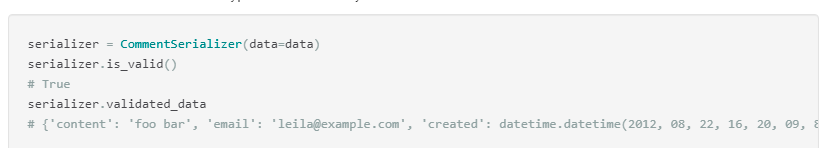 serializer = CommentSerializer(data=data)
serializer.is_valid()
# True
serializer.validated_data
# {'content': 'foo bar', 'email': 'leila@example.com', 'created': datetime.datetime(2012, 08, 22, 16, 20, 09,